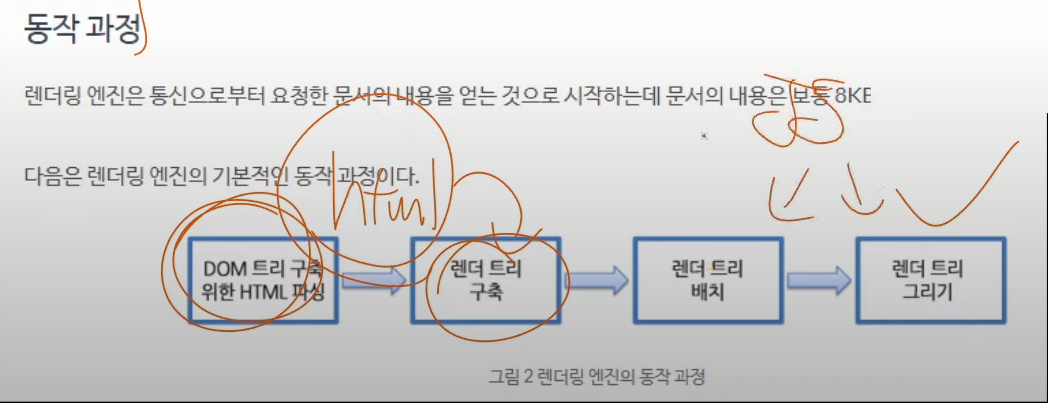 동작 과정
렌더링 엔진은 통신으로부터 요청한 문서의 내용을 얻는 것으로 시작하는데 문서의 내용은 보통 8KB
다음은 렌더링 엔진의 기본적인 동작 과정이다.
html
DOM 트리 구축
위한 HTML 파싱
렌더 트리
구축
렌더 트리
배치
렌더 트리
그리기
그림 2 렌더링 엔진의 동작 과정